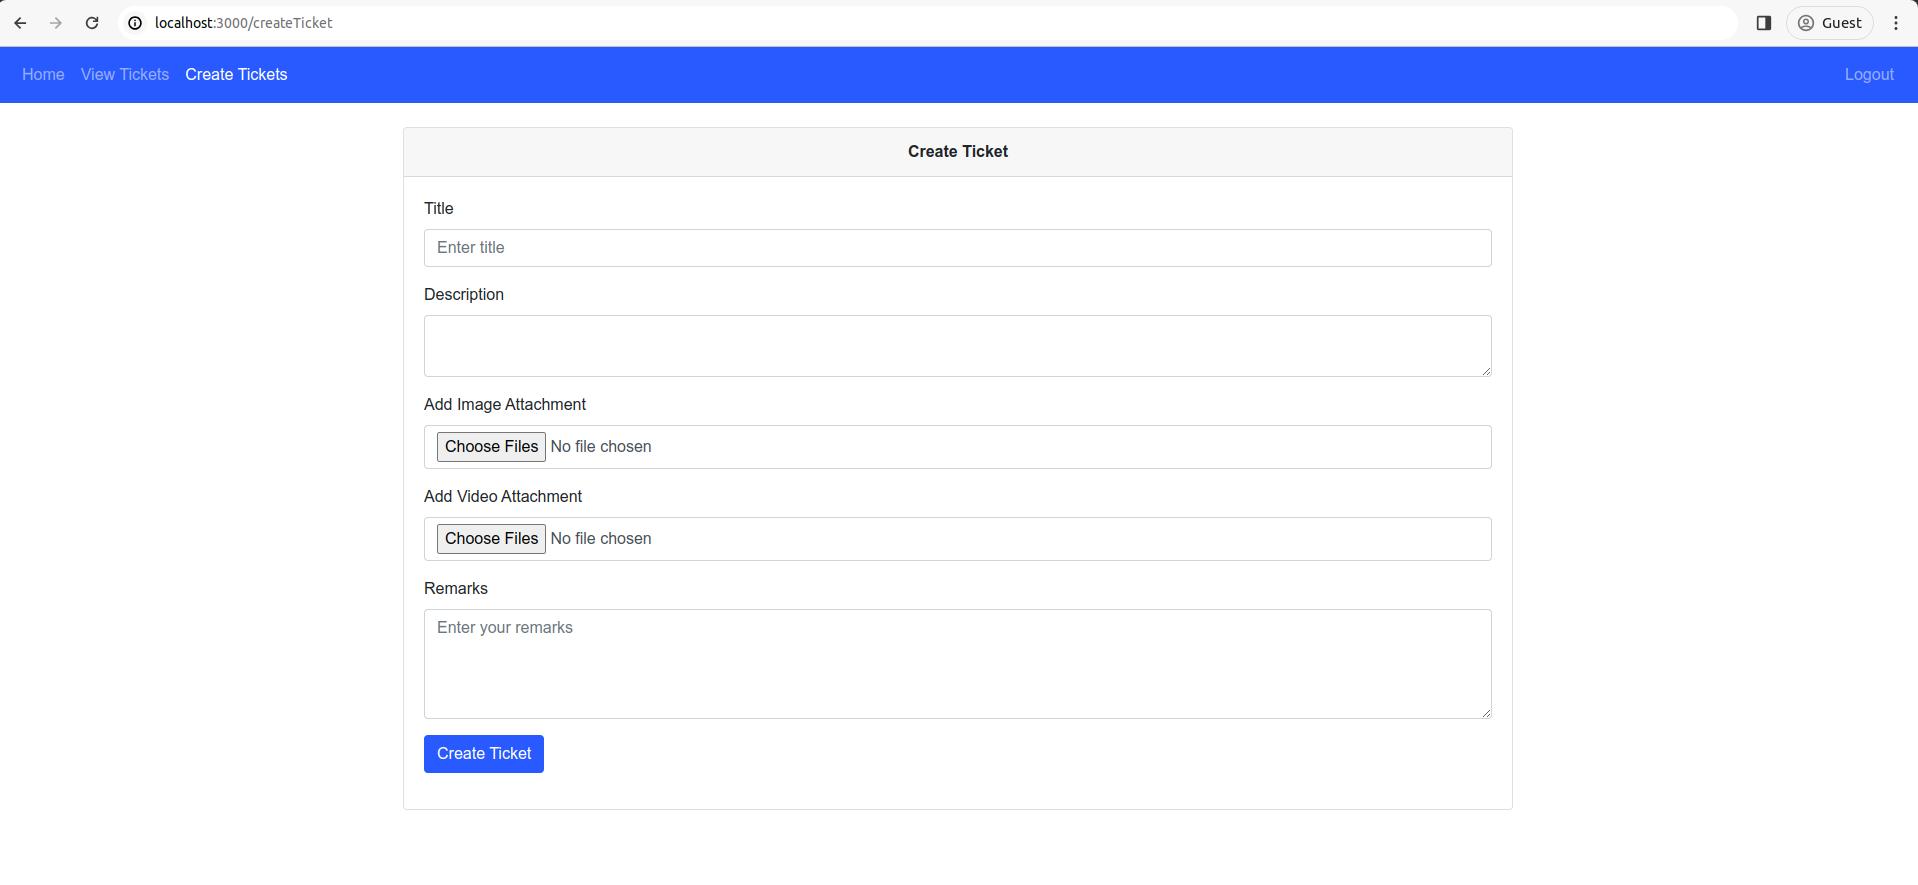 localhost:3000/createTicket
Guest
Home View Tickets Create Tickets Logout
Create Ticket
Title
Enter title
Description
Add Image Attachment
Choose Files No file chosen
Add Video Attachment
Choose Files No file chosen
Remarks
Enter your remarks
Create Ticket